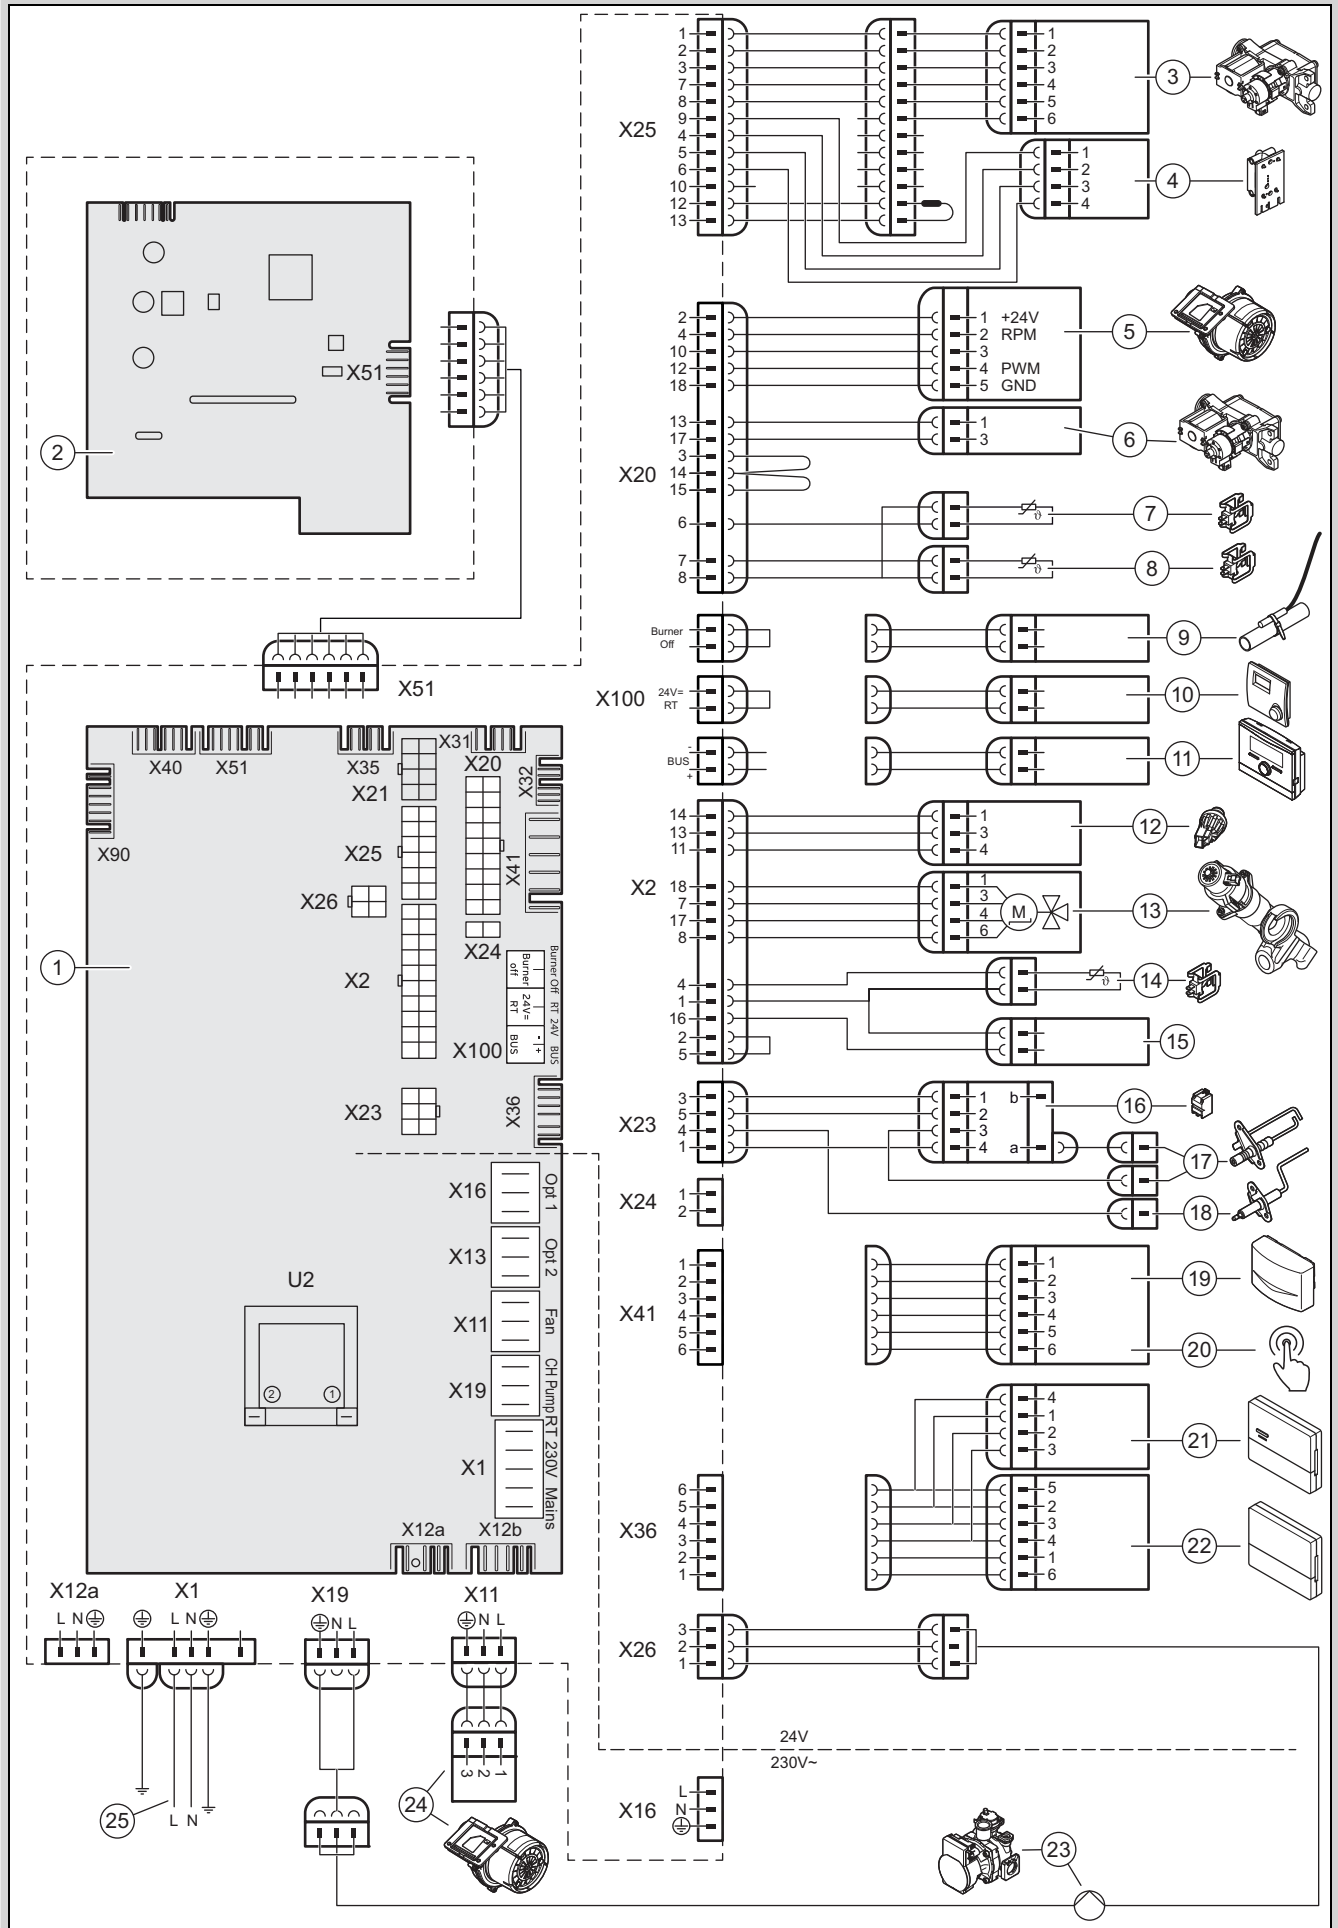 1 1
2 2
3 3
7 4
8 5
9 6
4
5
6
10
12
13
X25
3
1
2
3
4
4
2 1 +24V
4 2 RPM
10 3
12 4 PWM
18 5 GND
5
13 1
17 3
6
3
14
15
X20
6
7
7
8
8
X51
2
X51
Burner
Off
9
X100
24V=
RT
10
-
BUS
+
11
X40
X51
X35
X31
X21
X20
X32
X90
X25
X41
X26
X24
X2
Burner
off
24V=
RT
-
+
BUS
Burner Off RT 24V BUS
X100
X23
X36
1
X16
Opt 1
X13
Opt 2
U2
2
1
X11
Fan
X19
CH Pump
X1
RT 230V Mains
X12a
X12b
14 1
13 3
11 4
12
X2
18 1
7 3
17 4
8 6
M
13
4
1
16
2
5
14
15
X23
3 1
5 2
4 3
1 4
b
a
16
17
18
X24
1
2
X41
1 1
2 2
3 3
4 4
5 5
6 6
19
20
4
1
2
3
21
X36
6 5
5 2
4 3
3 4
2 1
1 6
22
X26
3
2
1
X12a
L N
X1
L N
X19
N L
X11
N L
3 2 1
24
25
L N
24V
230V~
X16
L
N
23